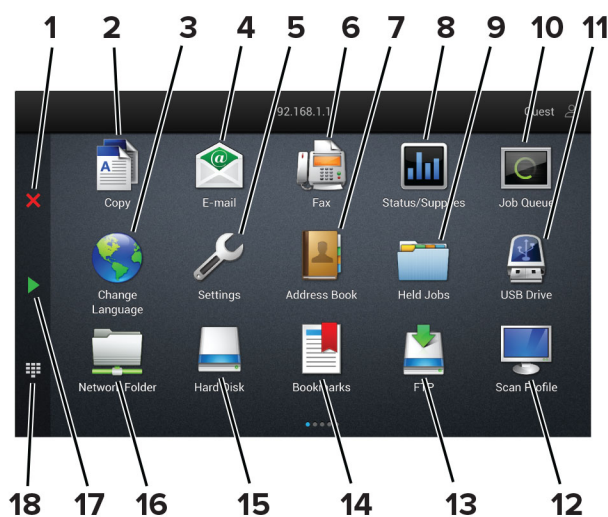 1 2 3 4 5 6 7 8 9 10 11
92.168.1.1
Guest
Copy E-mail Fax Status/Supplies Job Queue
Change Language Settings Address Book Held Jobs USB Drive
Network Folder Hard Disk Bookmarks FTP Scan Profile
18 17 16 15 14 13 12